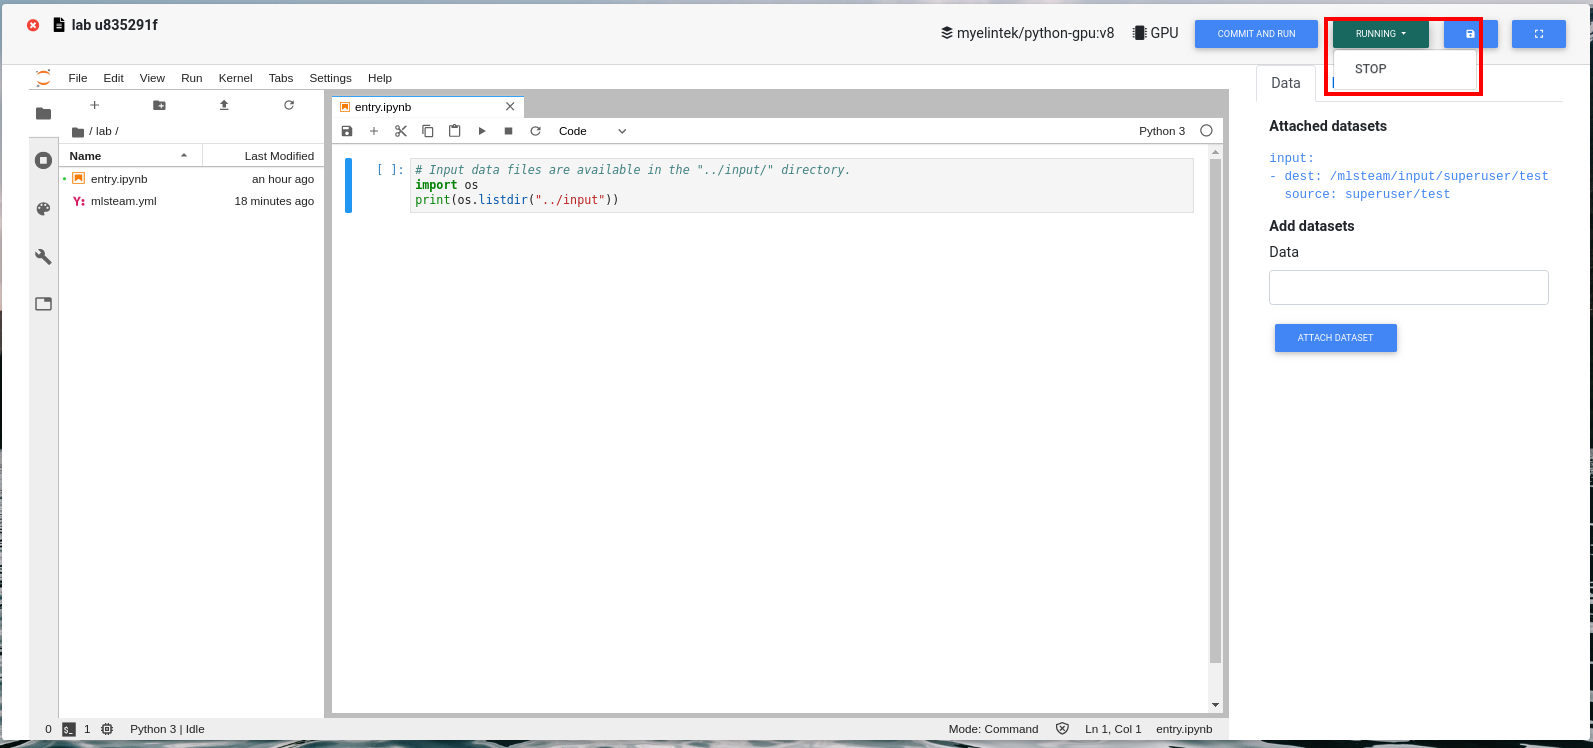 lab u835291f
myelintek/python-gpu:v8 GPU COMMIT AND RUN RUNNING
STOP
File Edit View Run Kernel Tabs Settings Help
/ lab /
Name Last Modified
entry.ipynb an hour ago
mlsteam.yml 18 minutes ago
entry.ipynb
Code Python 3
[ ]: # Input data files are available in the "../input/" directory.
import os
print(os.listdir("../input"))
Data
Attached datasets
input:
- dest: /mlsteam/input/superuser/test
source: superuser/test
Add datasets
Data
ATTACH DATASET
0 1 Python 3 | Idle Mode: Command Ln 1, Col 1 entry.ipynb